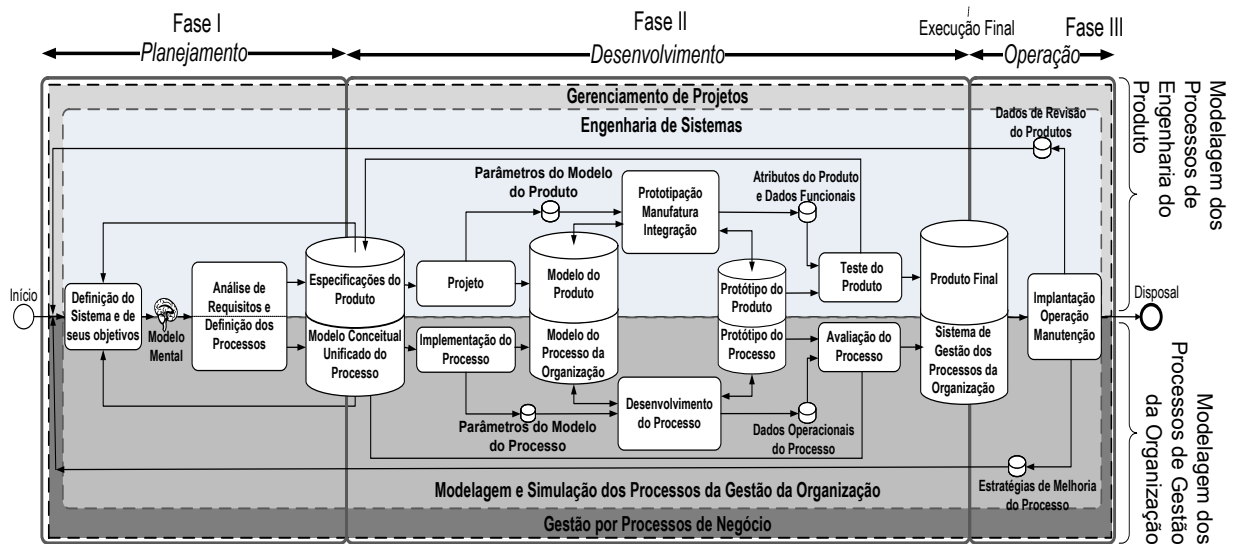 Fase I
Planejamento
Fase II
Desenvolvimento
Execução Final
Fase III
Operação
Gerenciamento de Projetos
Engenharia de Sistemas
Dados de Revisão
do Produtos
Parâmetros do Modelo
do Produto
Prototipação
Manufatura
Integração
Atributos do Produto
e Dados Funcionais
Início
Definição do
Sistema e de
seus objetivos
Modelo
Mental
Análise de
Requisitos e
Definição dos
Processos
Especificações do
Produto
Modelo Conceitual
Unificado do
Processo
Projeto
Implementação do
Processo
Modelo do
Produto
Modelo do
Processo da
Organização
Protótipo do
Produto
Protótipo do
Processo
Teste do
Produto
Avaliação do
Processo
Produto Final
Sistema de
Gestão dos
Processos da
Organização
Implantação
Operação
Manutenção
Disposal
Desenvolvimento
do Processo
Parâmetros do Modelo
do Processo
Dados Operacionais
do Processo
Estratégias de Melhoria
do Processo
Modelagem e Simulação dos Processos da Gestão da Organização
Gestão por Processos de Negócio
Modelagem dos
Processos de
Engenharia do
Produto
Modelagem dos
Processos de Gestão
da Organização